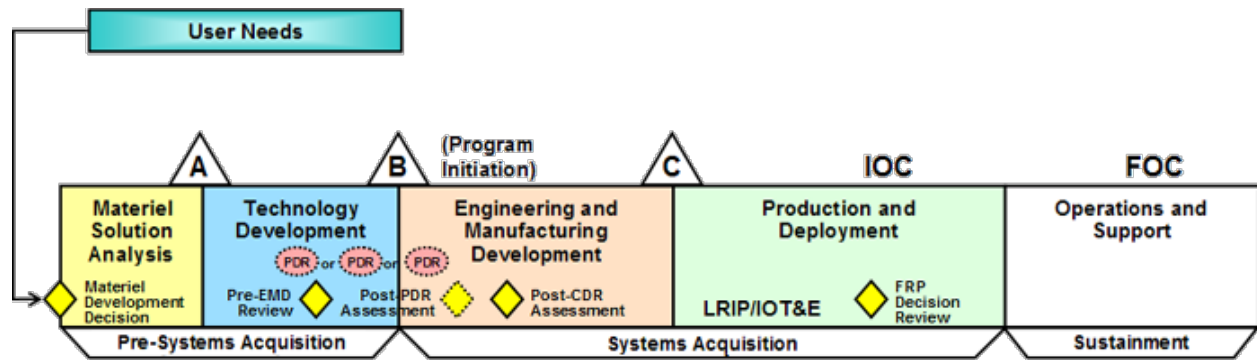 User Needs
A
B
(Program
Initiation)
C
IOC
FOC
Materiel
Solution
Analysis
Technology
Development
Engineering and
Manufacturing
Development
Production and
Deployment
Operations and
Support
PDR or PDR or PDR
Materiel
Development
Decision
Pre-EMD
Review
Post-PDR
Assessment
Post-CDR
Assessment
LRIP/IOT&E
FRP
Decision
Review
Pre-Systems Acquisition
Systems Acquisition
Sustainment